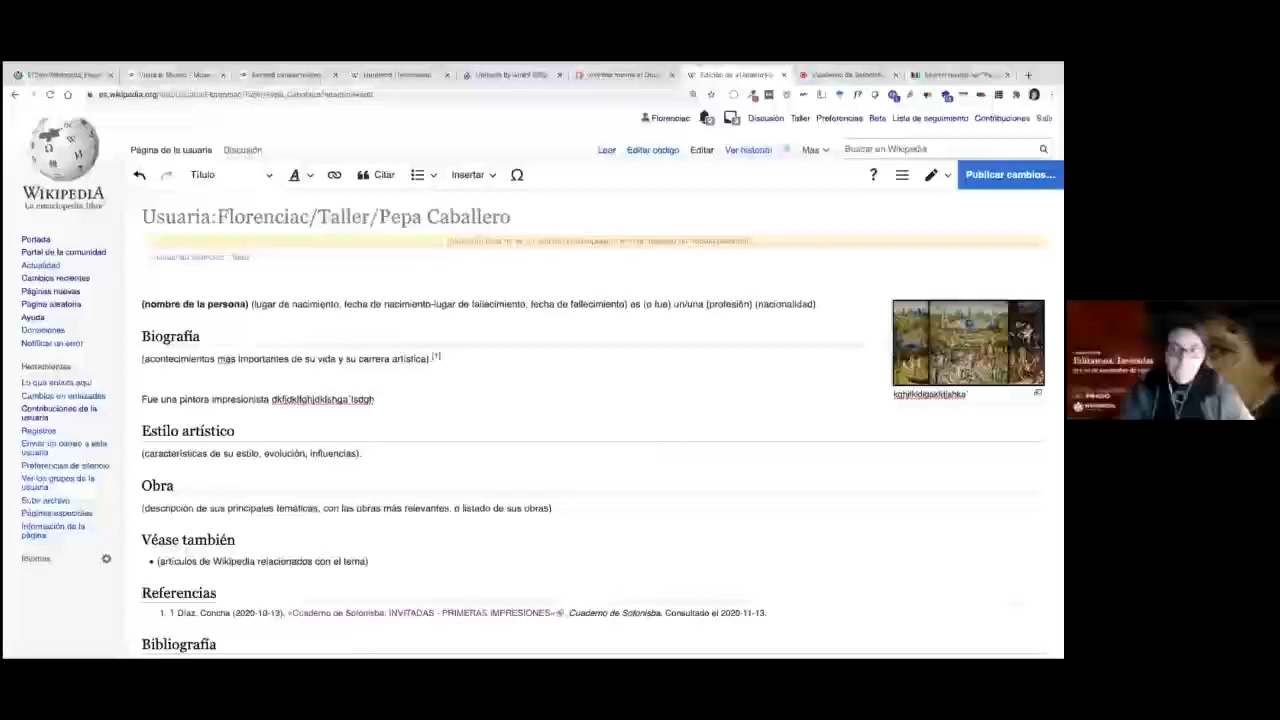 Florenciac Discusión Taller Preferencias Beta Lista de seguimiento Contribuciones Salir
Página de la usuaria Discusión Leer Editar código Editar Ver historial Más Buscar en Wikipedia
Título A Citar Insertar Ω ? Publicar cambios...
WIKIPEDIA
La enciclopedia libre
Usuaria:Florenciac/Taller/Pepa Caballero
Portada
Portal de la comunidad
Actualidad
Cambios recientes
Páginas nuevas
Página aleatoria
Ayuda
Donaciones
Notificar un error
Herramientas
Lo que enlaza aquí
Cambios en enlazadas
Contribuciones de la
usuaria
Registros
Enviar un correo a esta
usuaria
Preferencias de silencio
Ver los grupos de la
usuaria
Subir archivo
Páginas especiales
Información de la
página
Idiomas
(nombre de la persona) (lugar de nacimiento, fecha de nacimiento-lugar de fallecimiento, fecha de fallecimiento) es (o fue) un/una (profesión) (nacionalidad).
Biografía
(acontecimientos más importantes de su vida y su carrera artística).[1]
Fue una pintora impresionista
Estilo artístico
(características de su estilo, evolución, influencias).
Obra
(descripción de sus principales temáticas, con las obras más relevantes, o listado de sus obras)
Véase también
• (artículos de Wikipedia relacionados con el tema)
Referencias
1. ↑ Díaz, Concha (2020-10-13). «Cuaderno de Sofonisba: INVITADAS - PRIMERAS IMPRESIONES». Cuaderno de Sofonisba. Consultado el 2020-11-13.
Bibliografía